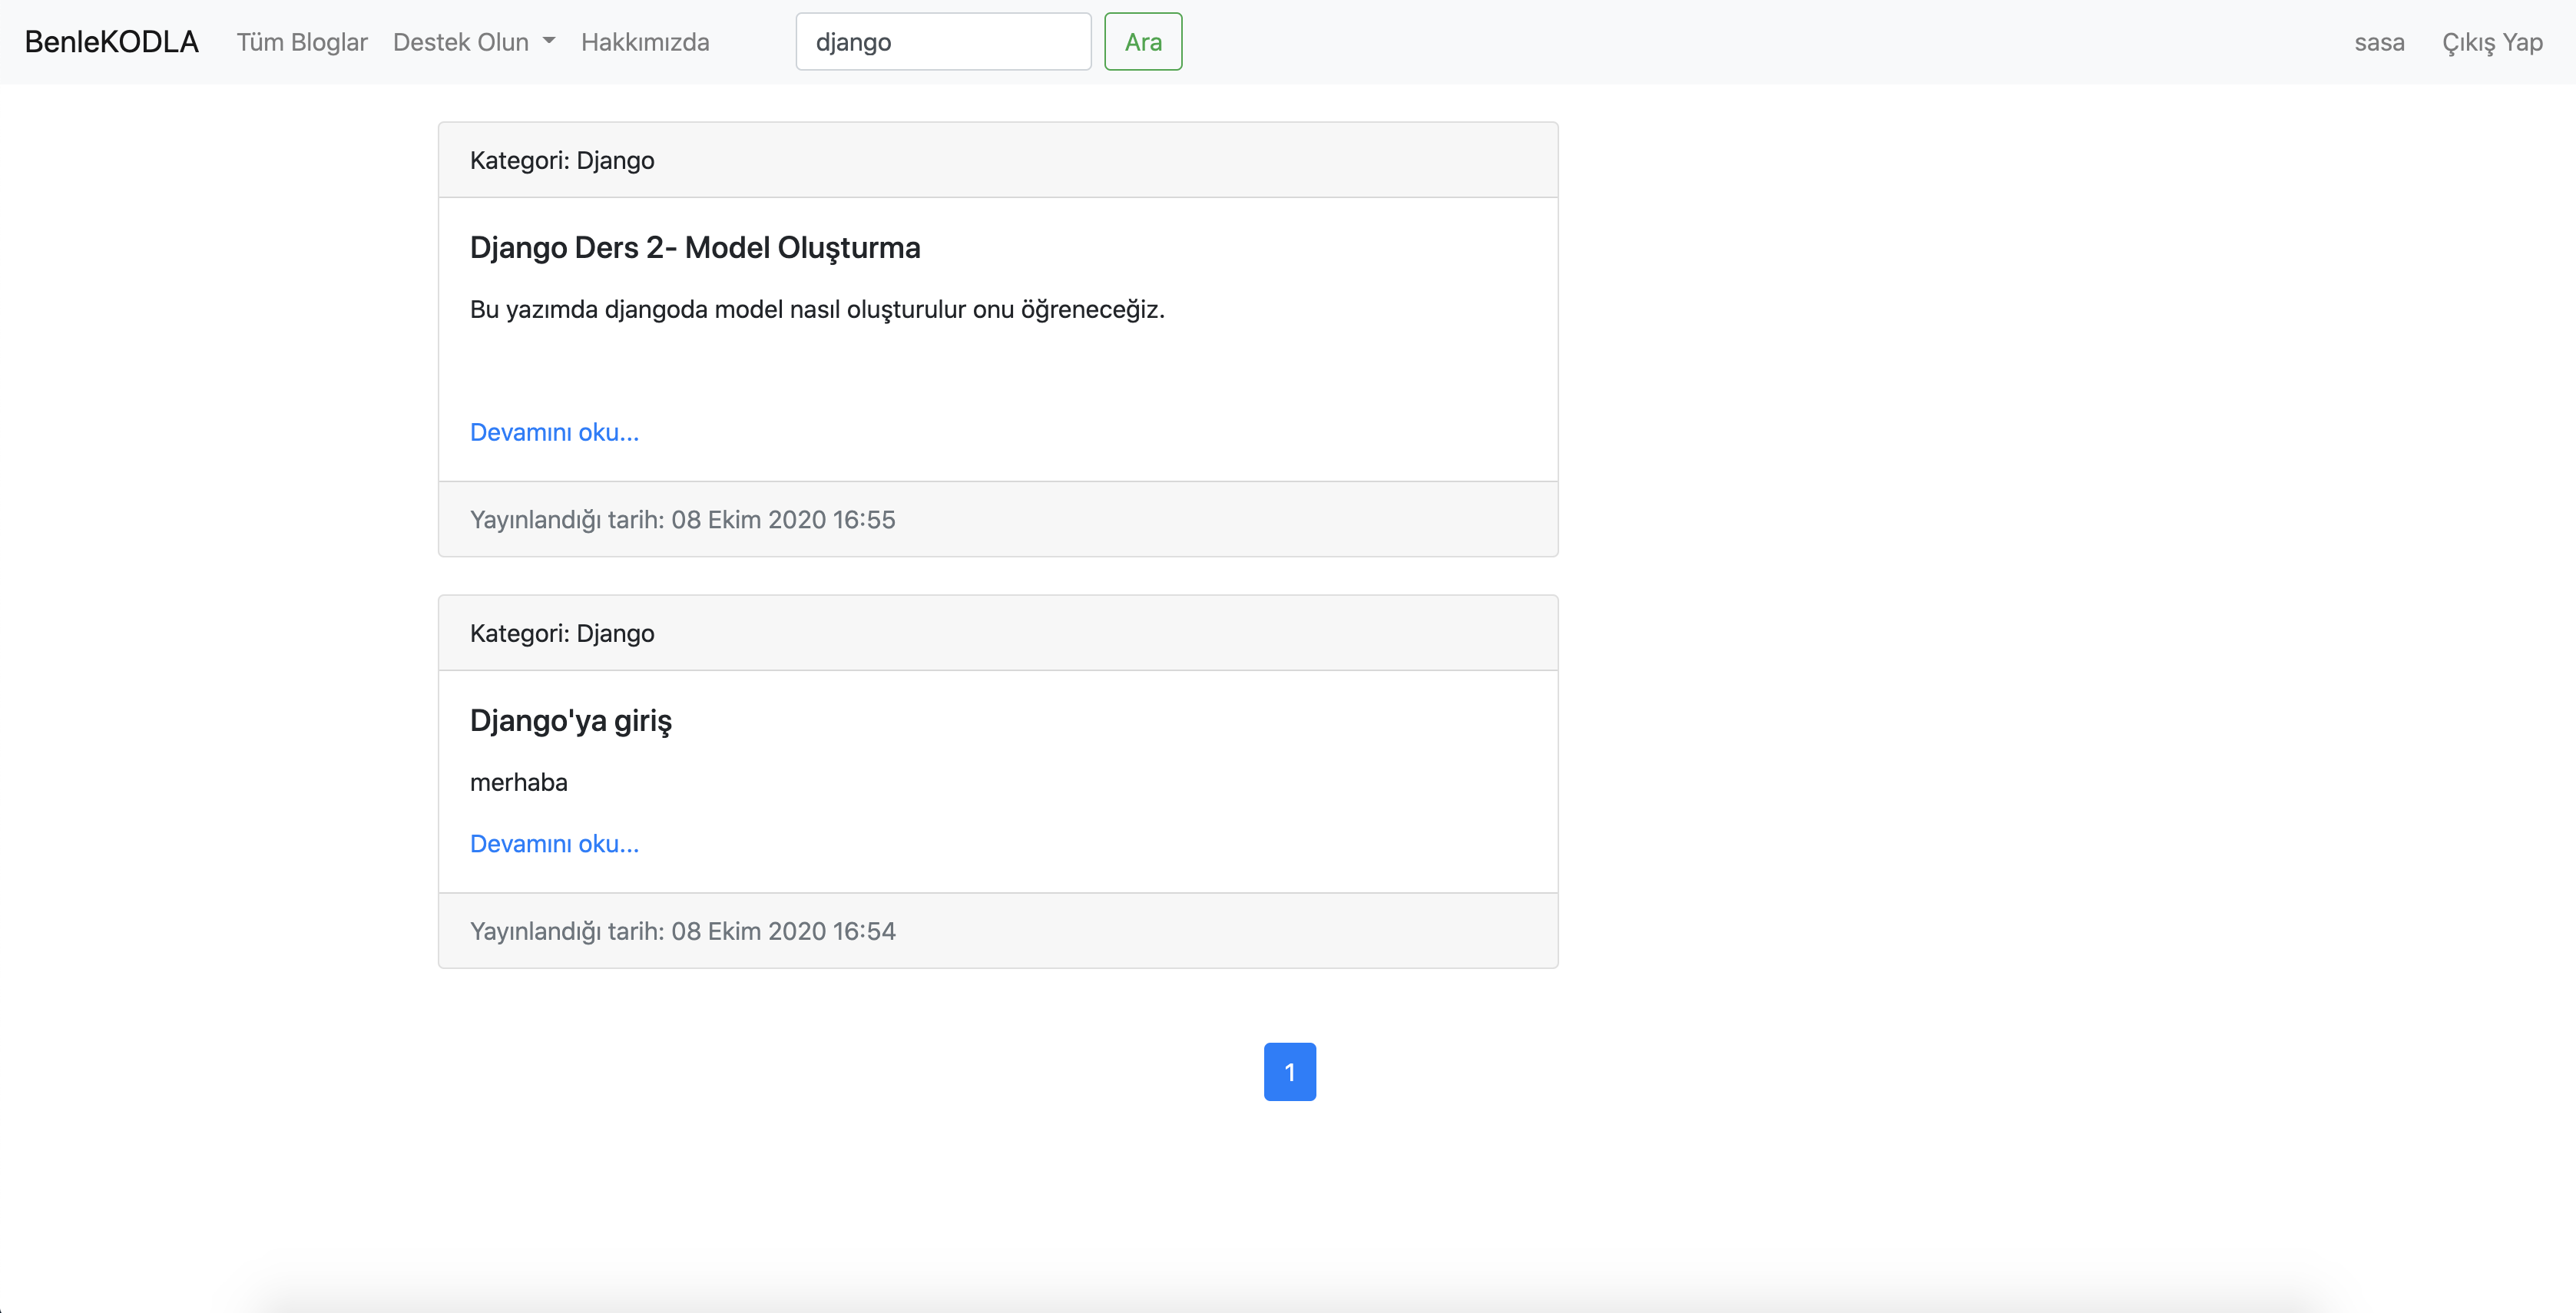 BenleKODLA Tüm Bloglar Destek Olun Hakkımızda django Ara sasa Çıkış Yap
Kategori: Django
Django Ders 2- Model Oluşturma
Bu yazımda djangoda model nasıl oluşturulur onu öğreneceğiz.
Devamını oku...
Yayınlandığı tarih: 08 Ekim 2020 16:55
Kategori: Django
Django'ya giriş
merhaba
Devamını oku...
Yayınlandığı tarih: 08 Ekim 2020 16:54
1